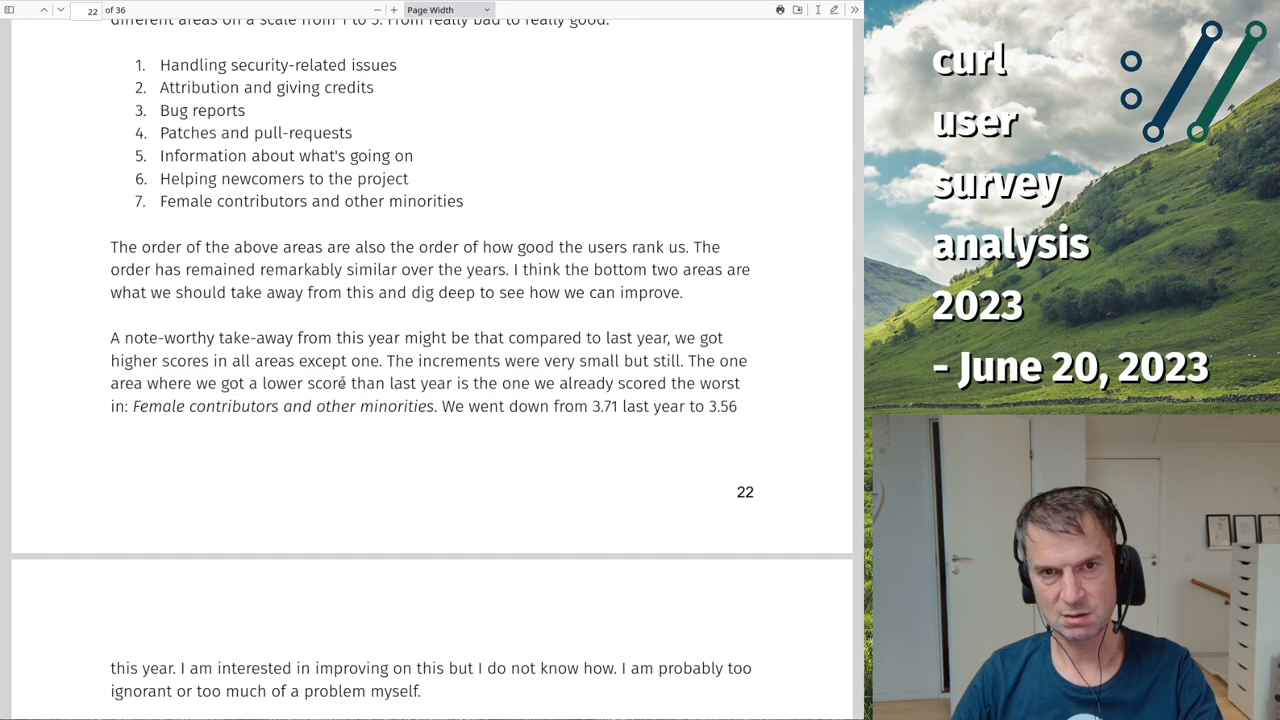 22 of 36
Page Width
different areas on a scale from 1 to 5. From really bad to really good.
1. Handling security-related issues
2. Attribution and giving credits
3. Bug reports
4. Patches and pull-requests
5. Information about what's going on
6. Helping newcomers to the project
7. Female contributors and other minorities
The order of the above areas are also the order of how good the users rank us. The
order has remained remarkably similar over the years. I think the bottom two areas are
what we should take away from this and dig deep to see how we can improve.
A note-worthy take-away from this year might be that compared to last year, we got
higher scores in all areas except one. The increments were very small but still. The one
area where we got a lower score than last year is the one we already scored the worst
in: Female contributors and other minorities. We went down from 3.71 last year to 3.56
22
this year. I am interested in improving on this but I do not know how. I am probably too
ignorant or too much of a problem myself.
curl
user
survey
analysis
2023
- June 20, 2023